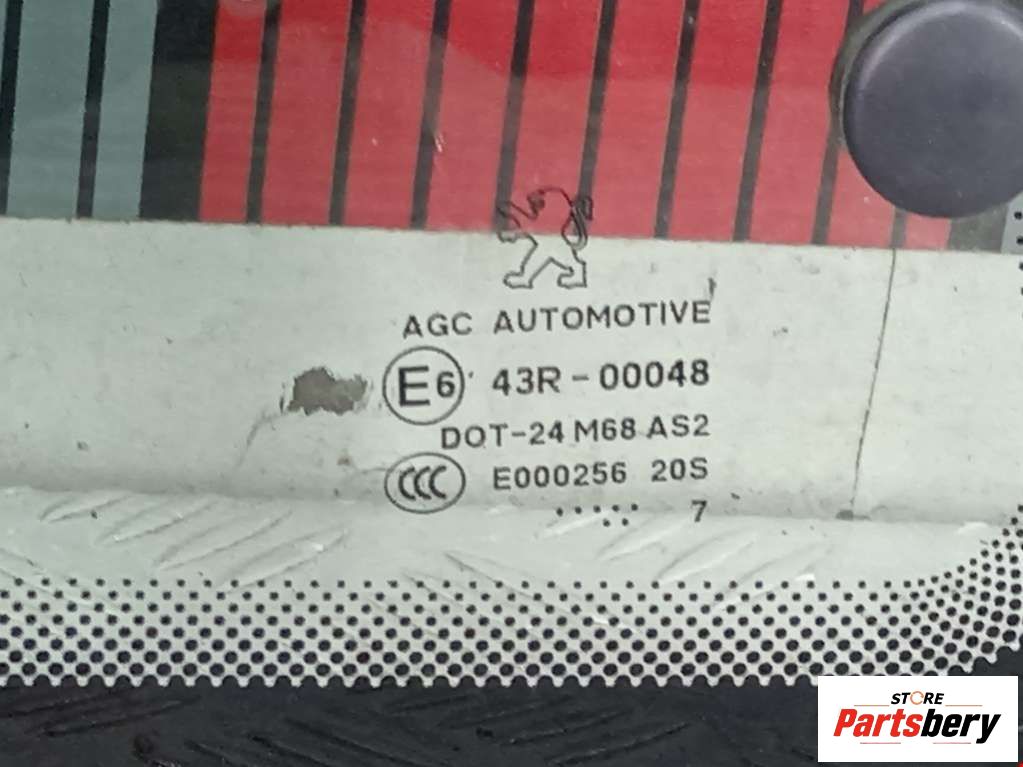 AGC AUTOMOTIVE
E6 43R-00048
DOT-24 M68 AS2
CCC E000256 20S
....:.: 7
STORE
Partsbery